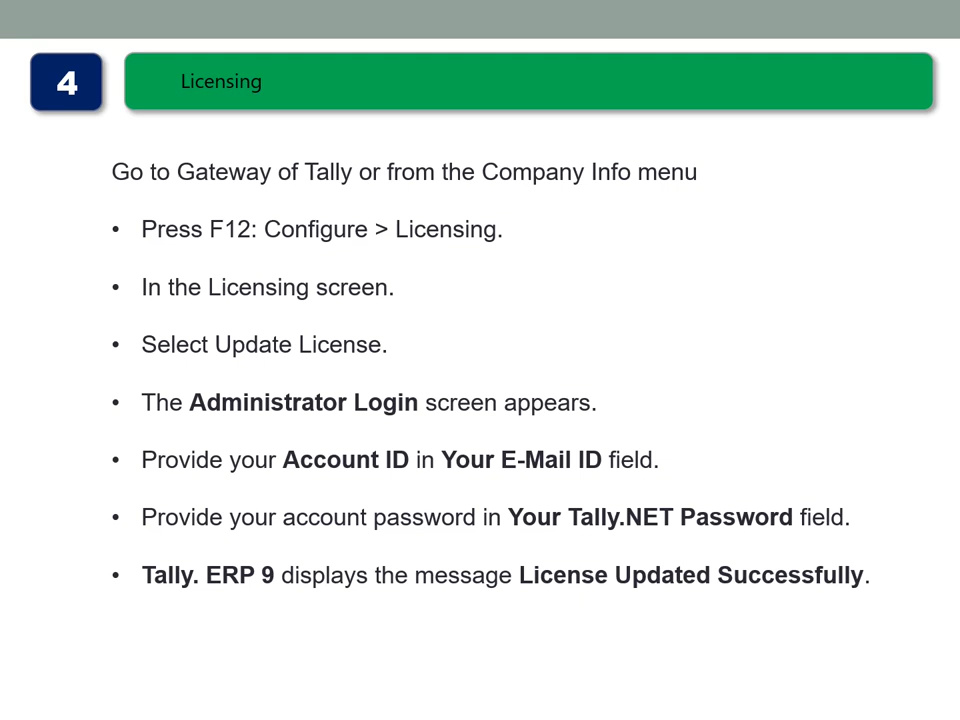 4
Licensing
Go to Gateway of Tally or from the Company Info menu
• Press F12: Configure > Licensing.
• In the Licensing screen.
• Select Update License.
• The Administrator Login screen appears.
• Provide your Account ID in Your E-Mail ID field.
• Provide your account password in Your Tally.NET Password field.
• Tally. ERP 9 displays the message License Updated Successfully.